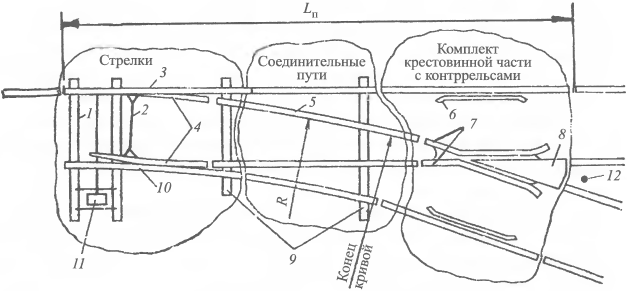 Lп
Стрелки
Соединительные
пути
Комплект
крестовинной части
с контррельсами
3
1
2
4
5
6
7
8
10
11
9
R
Конец
кривой
12